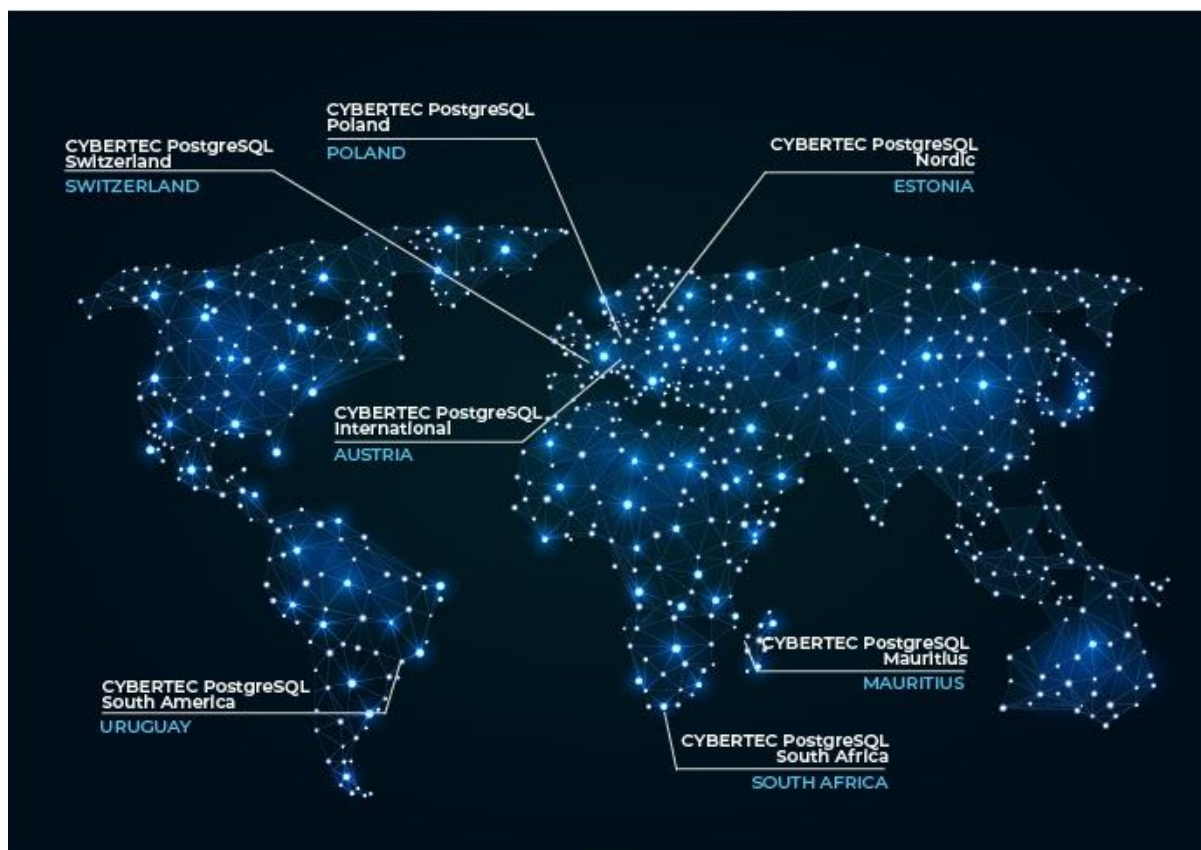 CYBERTEC PostgreSQL
Poland
POLAND
CYBERTEC PostgreSQL
Switzerland
SWITZERLAND
CYBERTEC PostgreSQL
Nordic
ESTONIA
CYBERTEC PostgreSQL
International
AUSTRIA
CYBERTEC PostgreSQL
Mauritius
MAURITIUS
CYBERTEC PostgreSQL
South America
URUGUAY
CYBERTEC PostgreSQL
South Africa
SOUTH AFRICA